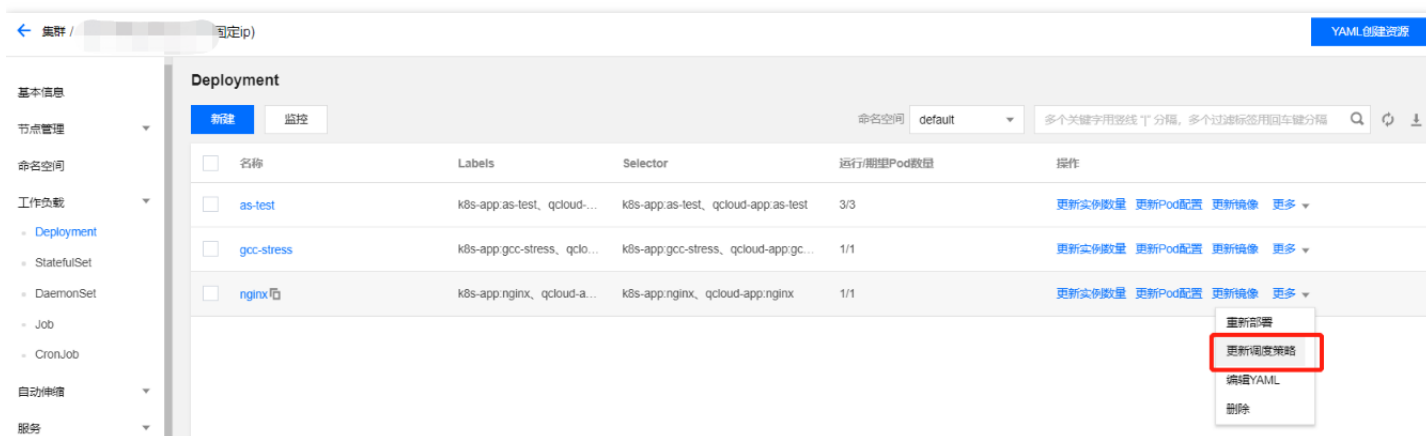 集群 / 固定ip)
YAML创建资源
基本信息
节点管理
命名空间
工作负载
Deployment
StatefulSet
DaemonSet
Job
CronJob
自动伸缩
服务
Deployment
新建 监控
命名空间 default 多个关键字用竖线 "|" 分隔，多个过滤标签用回车键分隔
名称 Labels Selector 运行/期望Pod数量 操作
as-test k8s-app:as-test、qcloud-... k8s-app:as-test、qcloud-app:as-test 3/3 更新实例数量 更新Pod配置 更新镜像 更多
gcc-stress k8s-app:gcc-stress、qclo... k8s-app:gcc-stress、qcloud-app:gc... 1/1 更新实例数量 更新Pod配置 更新镜像 更多
nginx k8s-app:nginx、qcloud-a... k8s-app:nginx、qcloud-app:nginx 1/1 更新实例数量 更新Pod配置 更新镜像 更多
重新部署
更新调度策略
编辑YAML
删除